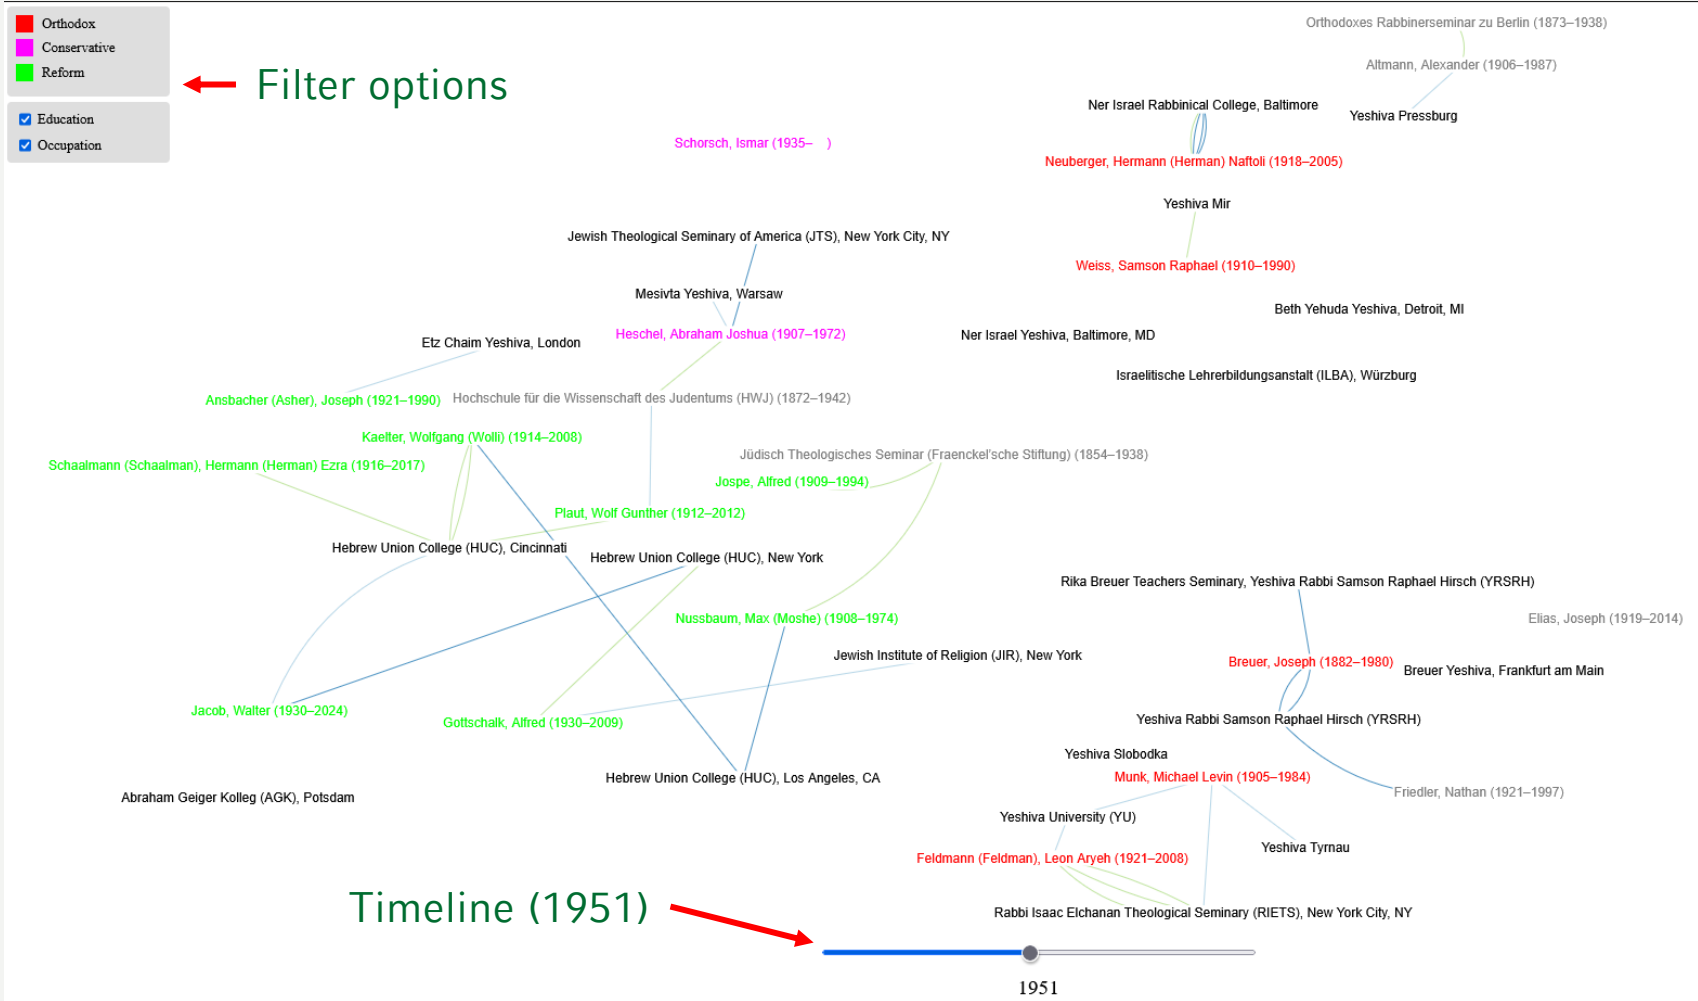 Orthodox
Conservative
Reform
Education
Occupation
Filter options
Orthodoxes Rabbinerseminar zu Berlin (1873–1938)
Altmann, Alexander (1906–1987)
Ner Israel Rabbinical College, Baltimore
Yeshiva Pressburg
Schorsch, Ismar (1935–    )
Neuberger, Hermann (Herman) Naftoli (1918–2005)
Yeshiva Mir
Jewish Theological Seminary of America (JTS), New York City, NY
Weiss, Samson Raphael (1910–1990)
Mesivta Yeshiva, Warsaw
Beth Yehuda Yeshiva, Detroit, MI
Heschel, Abraham Joshua (1907–1972)
Ner Israel Yeshiva, Baltimore, MD
Etz Chaim Yeshiva, London
Israelitische Lehrerbildungsanstalt (ILBA), Würzburg
Ansbacher (Asher), Joseph (1921–1990)
Hochschule für die Wissenschaft des Judentums (HWJ) (1872–1942)
Kaelter, Wolfgang (Wolli) (1914–2008)
Jüdisch Theologisches Seminar (Fraenckel'sche Stiftung) (1854–1938)
Schaalmann (Schaalman), Hermann (Herman) Ezra (1916–2017)
Jospe, Alfred (1909–1994)
Plaut, Wolf Gunther (1912–2012)
Hebrew Union College (HUC), Cincinnati
Hebrew Union College (HUC), New York
Rika Breuer Teachers Seminary, Yeshiva Rabbi Samson Raphael Hirsch (YRSRH)
Nussbaum, Max (Moshe) (1908–1974)
Elias, Joseph (1919–2014)
Jewish Institute of Religion (JIR), New York
Breuer, Joseph (1882–1980)
Breuer Yeshiva, Frankfurt am Main
Jacob, Walter (1930–2024)
Gottschalk, Alfred (1930–2009)
Yeshiva Rabbi Samson Raphael Hirsch (YRSRH)
Yeshiva Slobodka
Hebrew Union College (HUC), Los Angeles, CA
Munk, Michael Levin (1905–1984)
Abraham Geiger Kolleg (AGK), Potsdam
Friedler, Nathan (1921–1997)
Yeshiva University (YU)
Yeshiva Tyrnau
Feldmann (Feldman), Leon Aryeh (1921–2008)
Timeline (1951)
Rabbi Isaac Elchanan Theological Seminary (RIETS), New York City, NY
1951